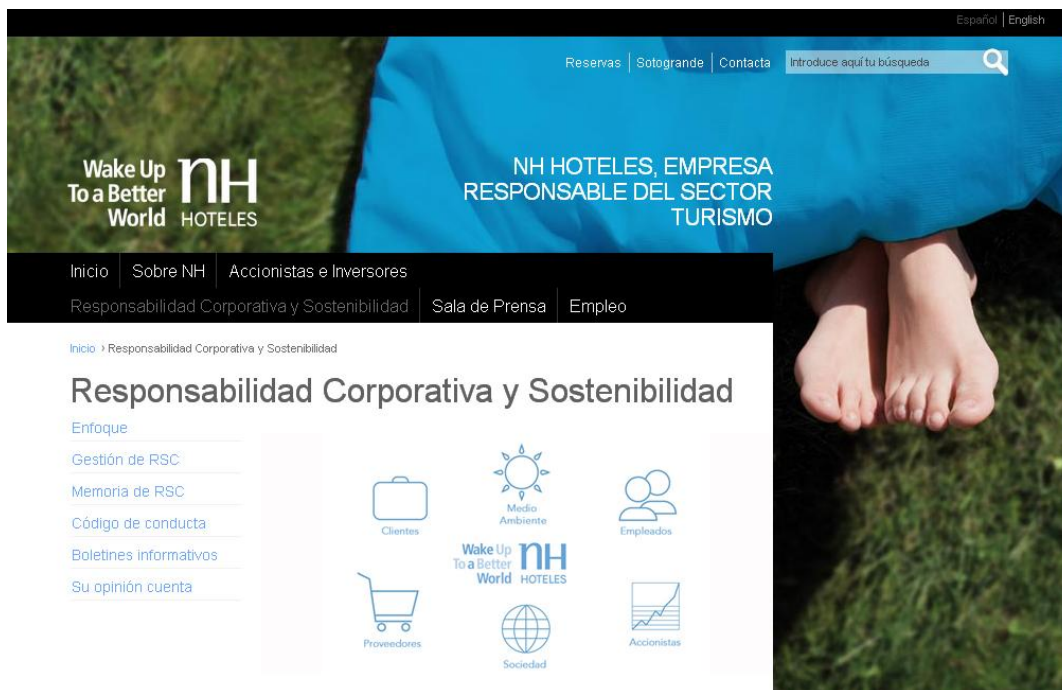 Español | English
Reservas | Sotogrande | Contacta
Introduce aquí tu búsqueda
Wake Up
To a Better
World
nH
HOTELES
NH HOTELES, EMPRESA
RESPONSABLE DEL SECTOR
TURISMO
Inicio | Sobre NH | Accionistas e Inversores
Responsabilidad Corporativa y Sostenibilidad | Sala de Prensa | Empleo
Inicio › Responsabilidad Corporativa y Sostenibilidad
Responsabilidad Corporativa y Sostenibilidad
Enfoque
Gestión de RSC
Memoria de RSC
Código de conducta
Boletines informativos
Su opinión cuenta
Medio
Ambiente
Clientes
Empleados
Wake Up
To a Better
World
nH
HOTELES
Proveedores
Accionistas
Sociedad